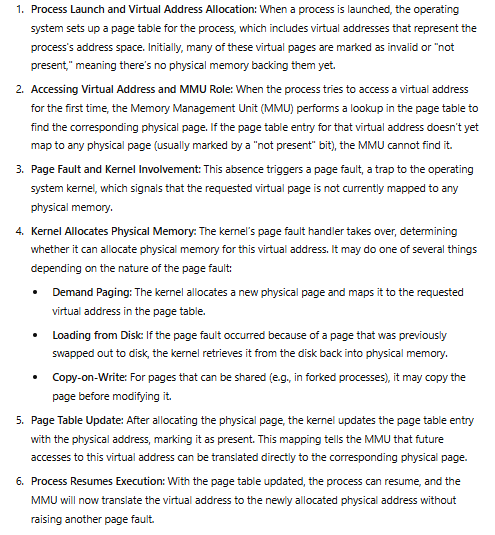 1. Process Launch and Virtual Address Allocation: When a process is launched, the operating
system sets up a page table for the process, which includes virtual addresses that represent the
process's address space. Initially, many of these virtual pages are marked as invalid or "not
present," meaning there's no physical memory backing them yet.
2. Accessing Virtual Address and MMU Role: When the process tries to access a virtual address
for the first time, the Memory Management Unit (MMU) performs a lookup in the page table to
find the corresponding physical page. If the page table entry for that virtual address doesn't yet
map to any physical page (usually marked by a "not present" bit), the MMU cannot find it.
3. Page Fault and Kernel Involvement: This absence triggers a page fault, a trap to the operating
system kernel, which signals that the requested virtual page is not currently mapped to any
physical memory.
4. Kernel Allocates Physical Memory: The kernel's page fault handler takes over, determining
whether it can allocate physical memory for this virtual address. It may do one of several things
depending on the nature of the page fault:
• Demand Paging: The kernel allocates a new physical page and maps it to the requested
virtual address in the page table.
• Loading from Disk: If the page fault occurred because of a page that was previously
swapped out to disk, the kernel retrieves it from the disk back into physical memory.
• Copy-on-Write: For pages that can be shared (e.g., in forked processes), it may copy the
page before modifying it.
5. Page Table Update: After allocating the physical page, the kernel updates the page table entry
with the physical address, marking it as present. This mapping tells the MMU that future
accesses to this virtual address can be translated directly to the corresponding physical page.
6. Process Resumes Execution: With the page table updated, the process can resume, and the
MMU will now translate the virtual address to the newly allocated physical address without
raising another page fault.